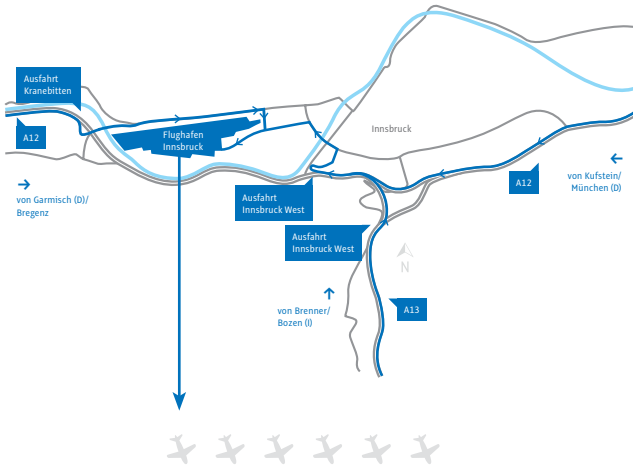 Ausfahrt
Kranebitten
A12
Flughafen
Innsbruck
Innsbruck
von Garmisch (D)/
Bregenz
Ausfahrt
Innsbruck West
A12
von Kufstein/
München (D)
Ausfahrt
Innsbruck West
N
von Brenner/
Bozen (I)
A13